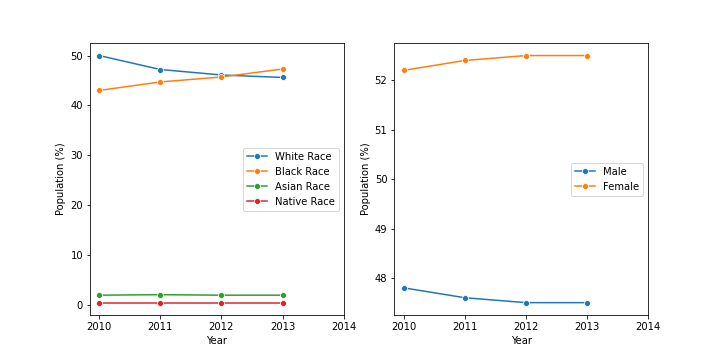 50
40
30
20
10
0
Population (%)
White Race
Black Race
Asian Race
Native Race
2010 2011 2012 2013 2014
Year
52
51
50
49
48
Population (%)
Male
Female
2010 2011 2012 2013 2014
Year